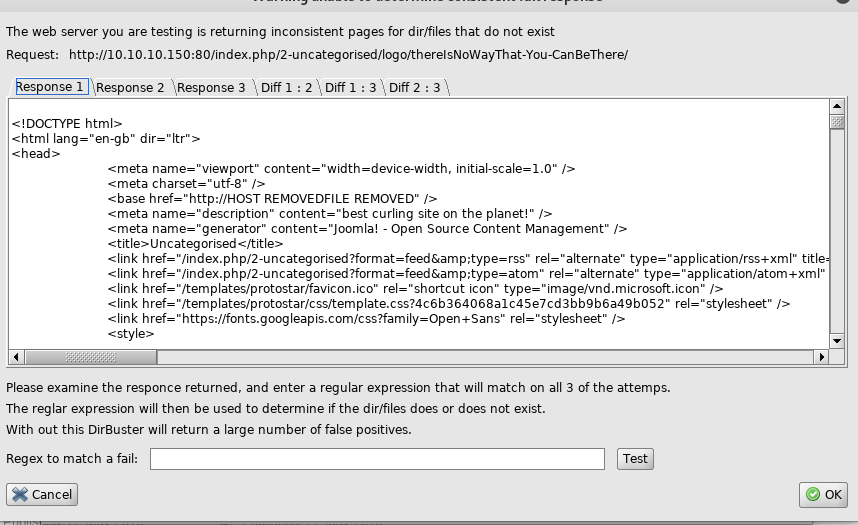 Warning unable to determine consistent fail response
The web server you are testing is returning inconsistent pages for dir/files that do not exist
Request: http://10.10.10.150:80/index.php/2-uncategorised/logo/thereIsNoWayThat-You-CanBeThere/
Response 1 Response 2 Response 3 Diff 1 : 2 Diff 1 : 3 Diff 2 : 3
<!DOCTYPE html>
<html lang="en-gb" dir="ltr">
<head>
<meta name="viewport" content="width=device-width, initial-scale=1.0" />
<meta charset="utf-8" />
<base href="http://HOST REMOVEDFILE REMOVED" />
<meta name="description" content="best curling site on the planet!" />
<meta name="generator" content="Joomla! - Open Source Content Management" />
<title>Uncategorised</title>
<link href="/index.php/2-uncategorised?format=feed&amp;type=rss" rel="alternate" type="application/rss+xml" title=
<link href="/index.php/2-uncategorised?format=feed&amp;type=atom" rel="alternate" type="application/atom+xml"
<link href="/templates/protostar/favicon.ico" rel="shortcut icon" type="image/vnd.microsoft.icon" />
<link href="/templates/protostar/css/template.css?4c6b364068a1c45e7cd3bb9b6a49b052" rel="stylesheet" />
<link href="https://fonts.googleapis.com/css?family=Open+Sans" rel="stylesheet" />
<style>
Please examine the responce returned, and enter a regular expression that will match on all 3 of the attemps.
The reglar expression will then be used to determine if the dir/files does or does not exist.
With out this DirBuster will return a large number of false positives.
Regex to match a fail: Test
Cancel OK